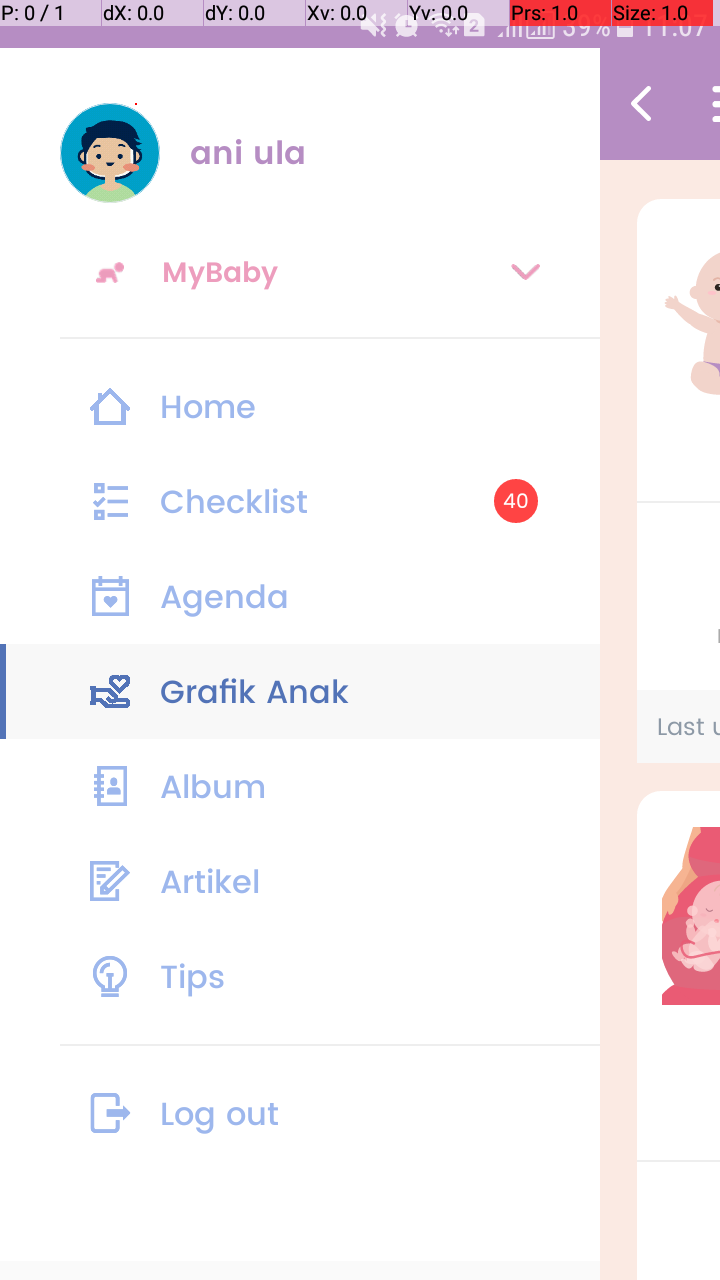 P: 0 / 1 dX: 0.0 dY: 0.0 Xv: 0.0 Yv: 0.0 Prs: 1.0 Size: 1.0
2 39% 11:07
ani ula
MyBaby
Home
Checklist 40
Agenda
Grafik Anak
Last u
Album
Artikel
Tips
Log out